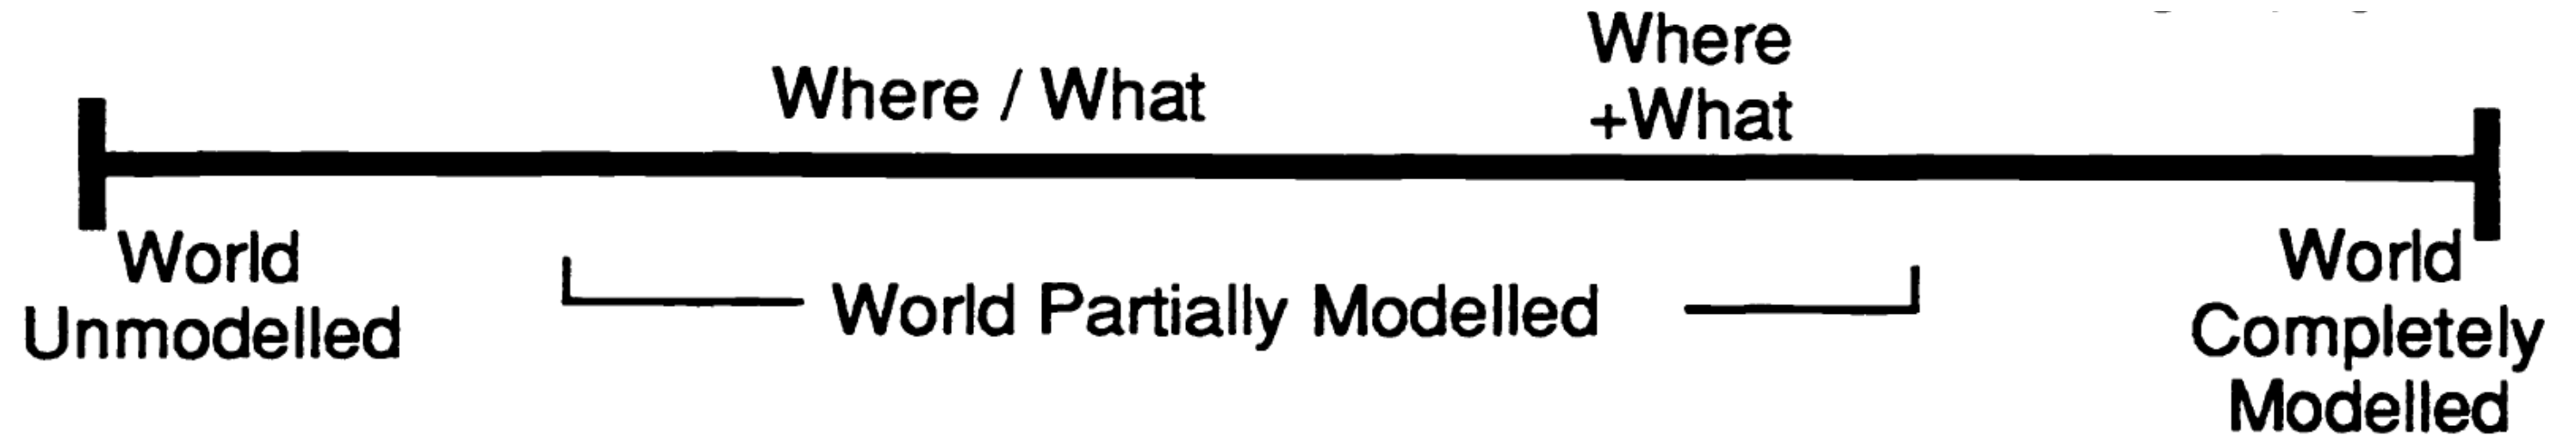 Where
+What
Where / What
World
Unmodelled
World Partially Modelled
World
Completely
Modelled